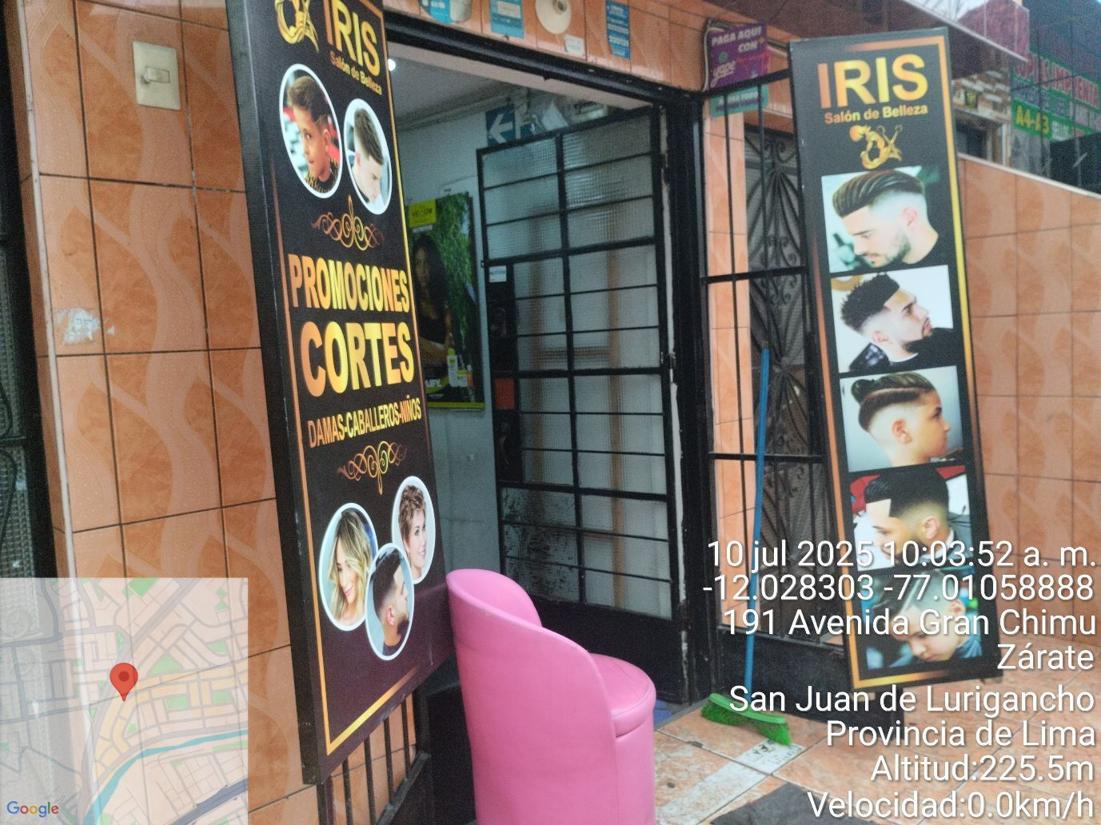 IRIS
Salón de Belleza
PROMOCIONES
CORTES
DAMAS-CABALLEROS-NIÑOS
PAGA AQUI
CON
yape
IRIS
Salón de Belleza
A4-A3
10 jul 2025 10:03:52 a. m.
-12.028303 -77.01058888
191 Avenida Gran Chimu
Zárate
San Juan de Lurigancho
Provincia de Lima
Altitud:225.5m
Velocidad:0.0km/h
Google